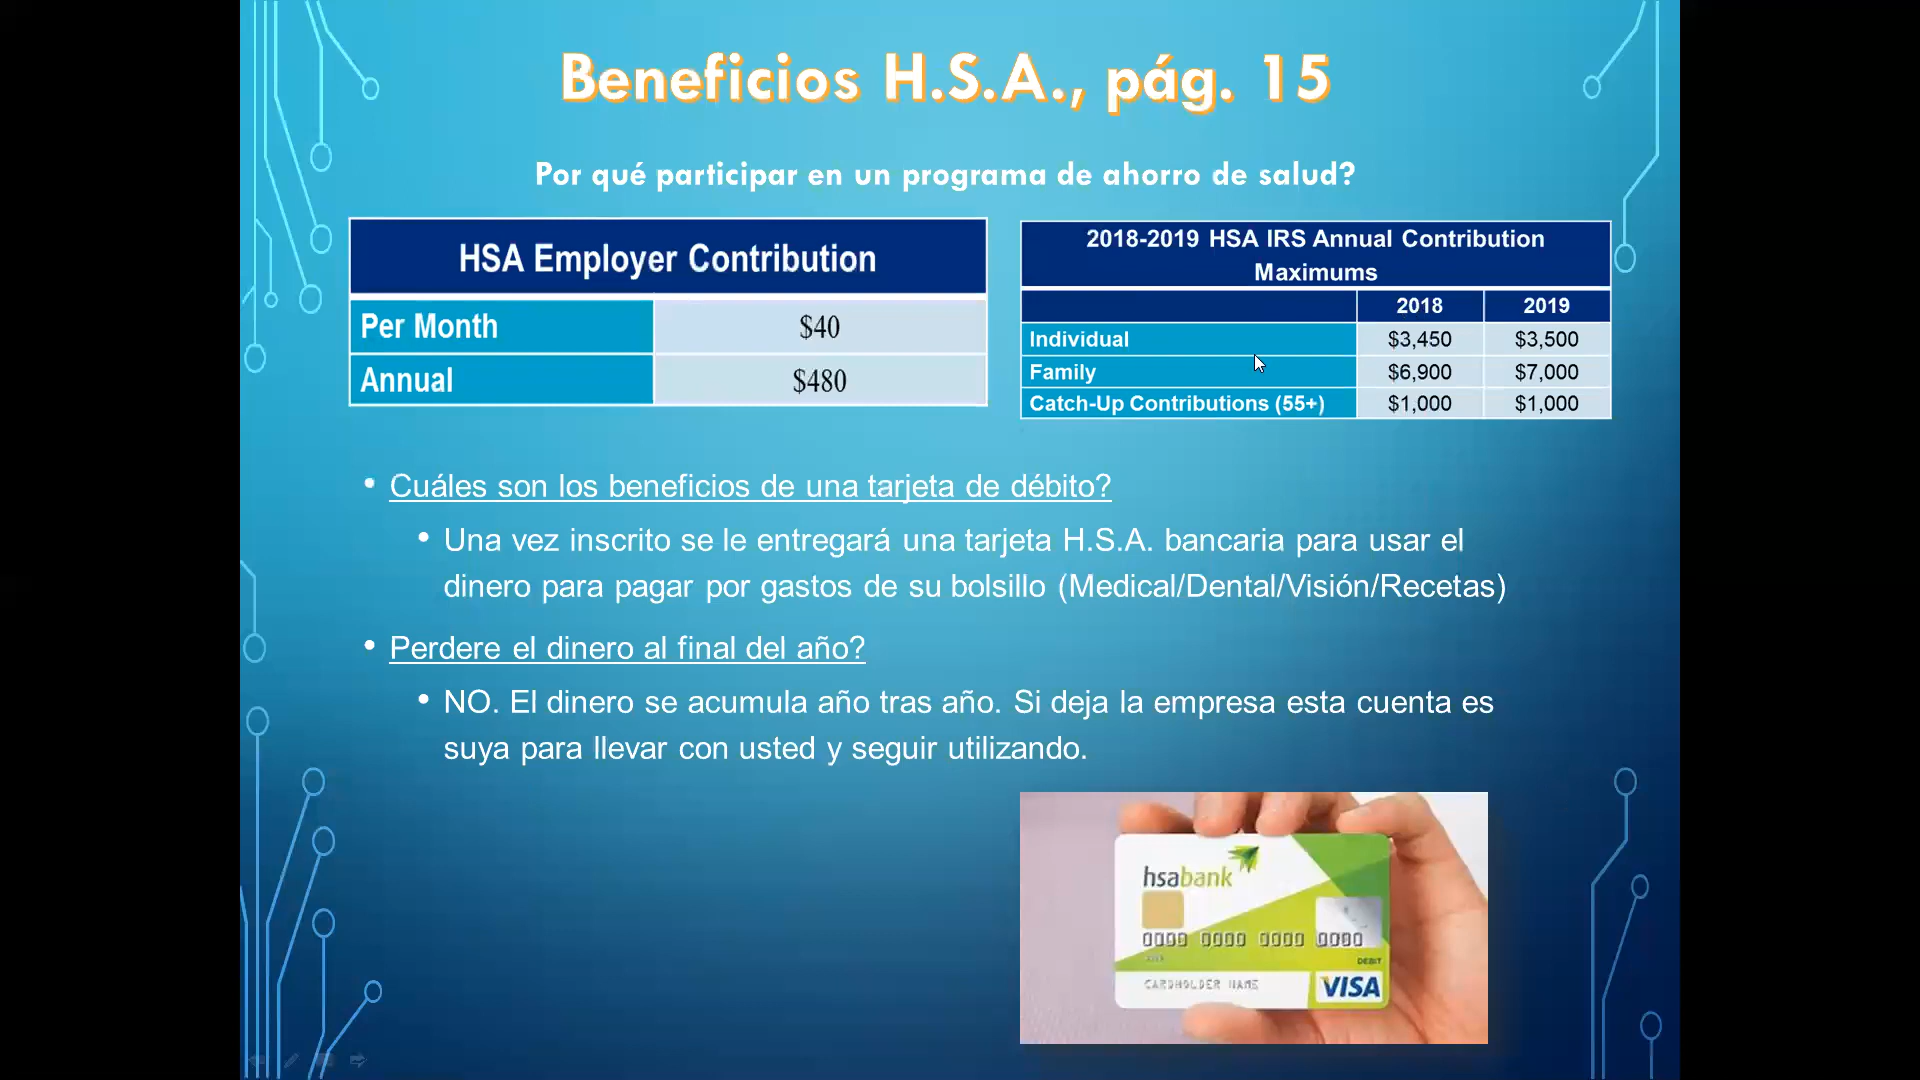 Beneficios H.S.A., pág. 15
Por qué participar en un programa de ahorro de salud?
HSA Employer Contribution
Per Month $40
Annual $480
2018-2019 HSA IRS Annual Contribution
Maximums
2018 2019
Individual $3,450 $3,500
Family $6,900 $7,000
Catch-Up Contributions (55+) $1,000 $1,000
• Cuáles son los beneficios de una tarjeta de débito?
• Una vez inscrito se le entregará una tarjeta H.S.A. bancaria para usar el
dinero para pagar por gastos de su bolsillo (Medical/Dental/Visión/Recetas)
• Perdere el dinero al final del año?
• NO. El dinero se acumula año tras año. Si deja la empresa esta cuenta es
suya para llevar con usted y seguir utilizando.
hsabank
0000 0000 0000 0000
DEBIT
CARDHOLDER NAME
VISA